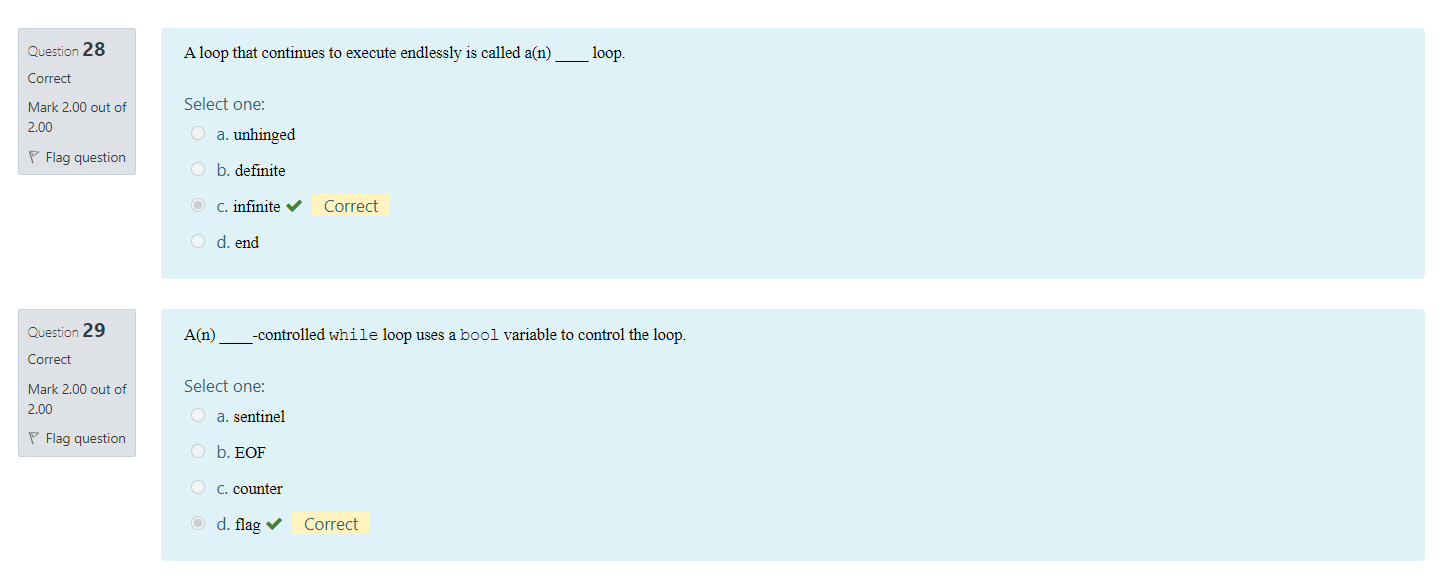 Question 28
Correct
Mark 2.00 out of
2.00
Flag question
A loop that continues to execute endlessly is called a(n) ____ loop.
Select one:
a. unhinged
b. definite
c. infinite Correct
d. end
Question 29
Correct
Mark 2.00 out of
2.00
Flag question
A(n) ____-controlled while loop uses a bool variable to control the loop.
Select one:
a. sentinel
b. EOF
c. counter
d. flag Correct